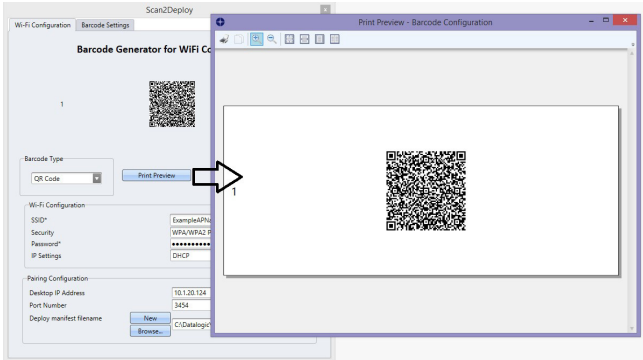 Scan2Deploy
x
Wi-Fi Configuration Barcode Settings
Barcode Generator for WiFi Co
1
Barcode Type
QR Code
Print Preview
Wi-Fi Configuration
SSID* ExampleAPNa
Security WPA/WPA2 P
Password* ••••••••••
IP Settings DHCP
Pairing Configuration
Desktop IP Address 10.1.20.124
Port Number 3454
Deploy manifest filename New
Browse... C:\Datalogic\
Print Preview - Barcode Configuration
1